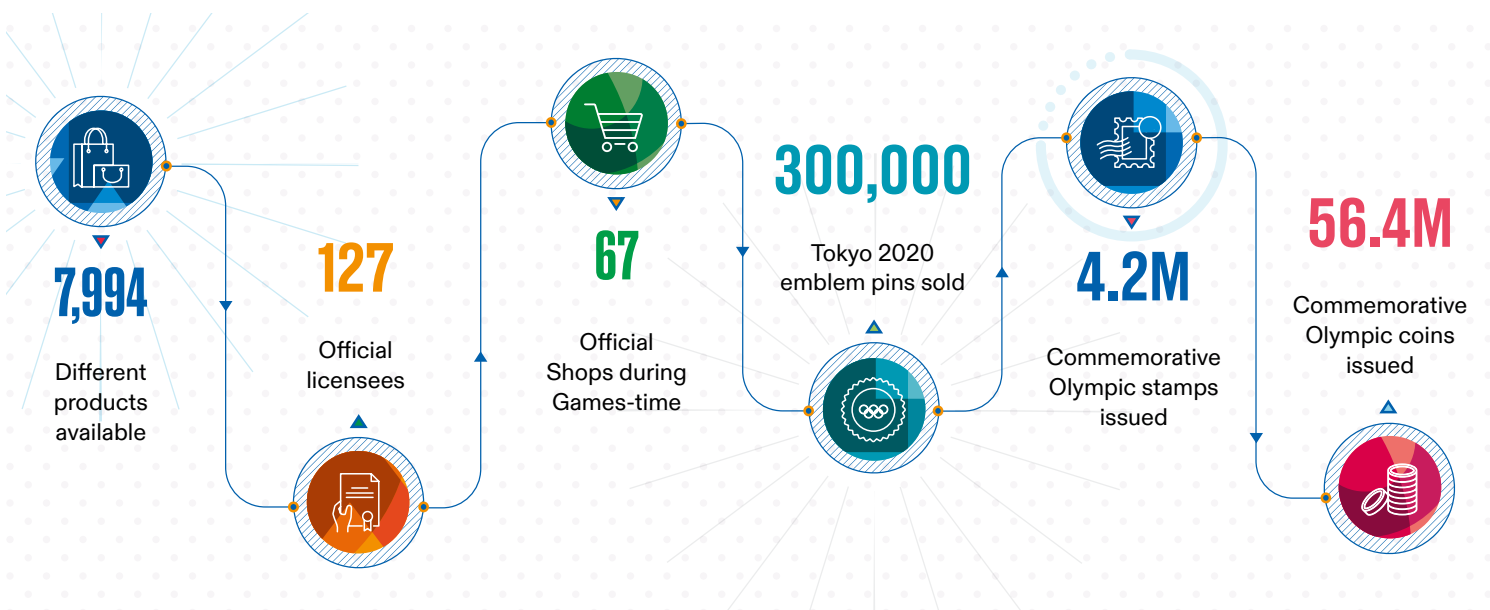 7,994
Different
products
available
127
Official
licensees
67
Official
Shops during
Games-time
300,000
Tokyo 2020
emblem pins sold
4.2M
Commemorative
Olympic stamps
issued
56.4M
Commemorative
Olympic coins
issued